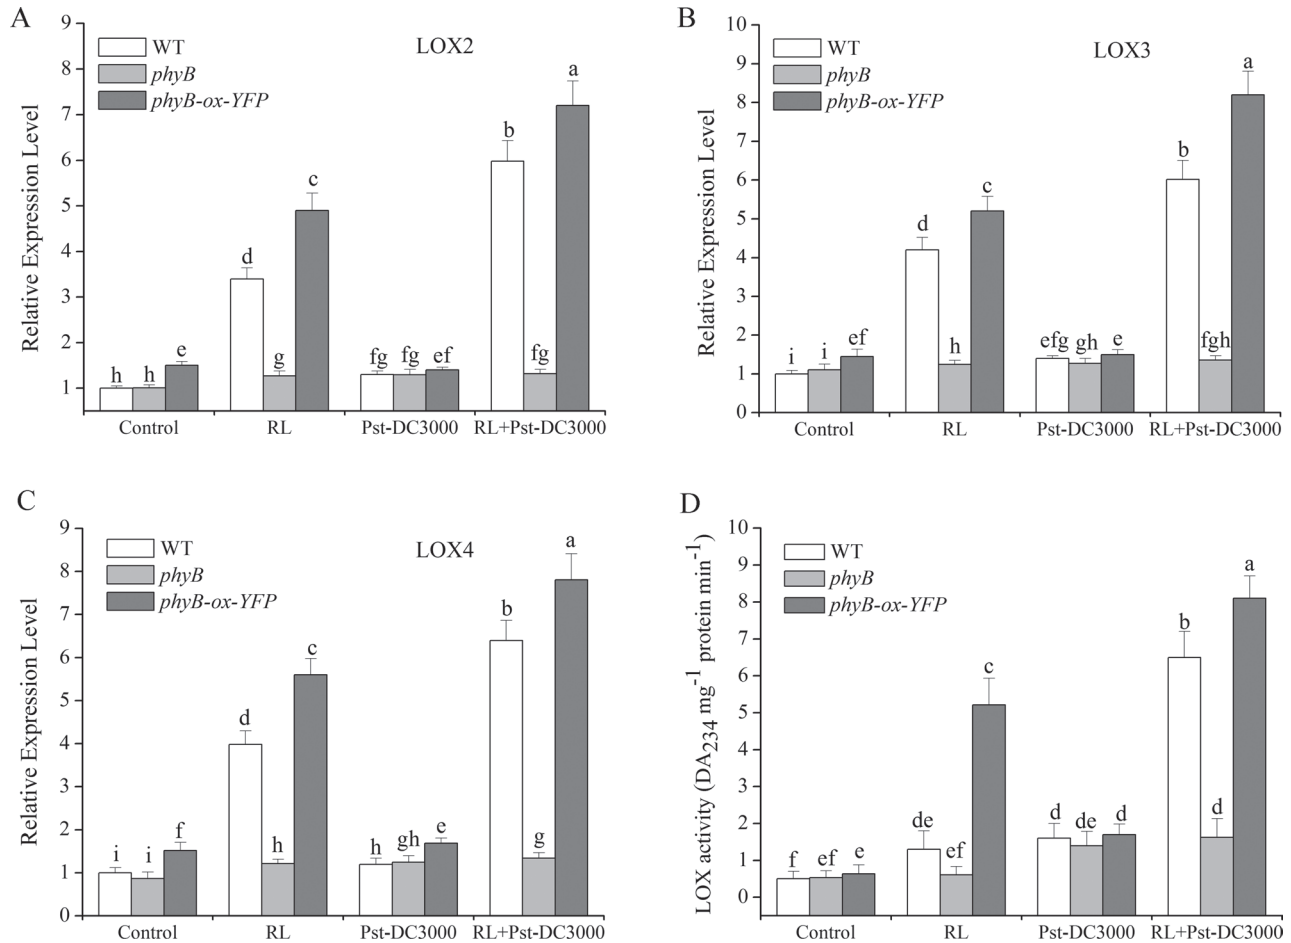 A
LOX2
WT
phyB
phyB-ox-YFP
Relative Expression Level
9
8
7
6
5
4
3
2
1
h h e
d g c
fg fg ef
b fg a
Control RL Pst-DC3000 RL+Pst-DC3000
B
LOX3
WT
phyB
phyB-ox-YFP
Relative Expression Level
10
9
8
7
6
5
4
3
2
1
0
i i ef
d h c
efg gh e
b fgh a
Control RL Pst-DC3000 RL+Pst-DC3000
C
LOX4
WT
phyB
phyB-ox-YFP
Relative Expression Level
9
8
7
6
5
4
3
2
1
0
i i f
d h c
h gh e
b g a
Control RL Pst-DC3000 RL+Pst-DC3000
D
WT
phyB
phyB-ox-YFP
LOX activity (DA234 mg-1 protein min-1)
10
9
8
7
6
5
4
3
2
1
0
f ef e
de ef c
d de d
b d a
Control RL Pst-DC3000 RL+Pst-DC3000